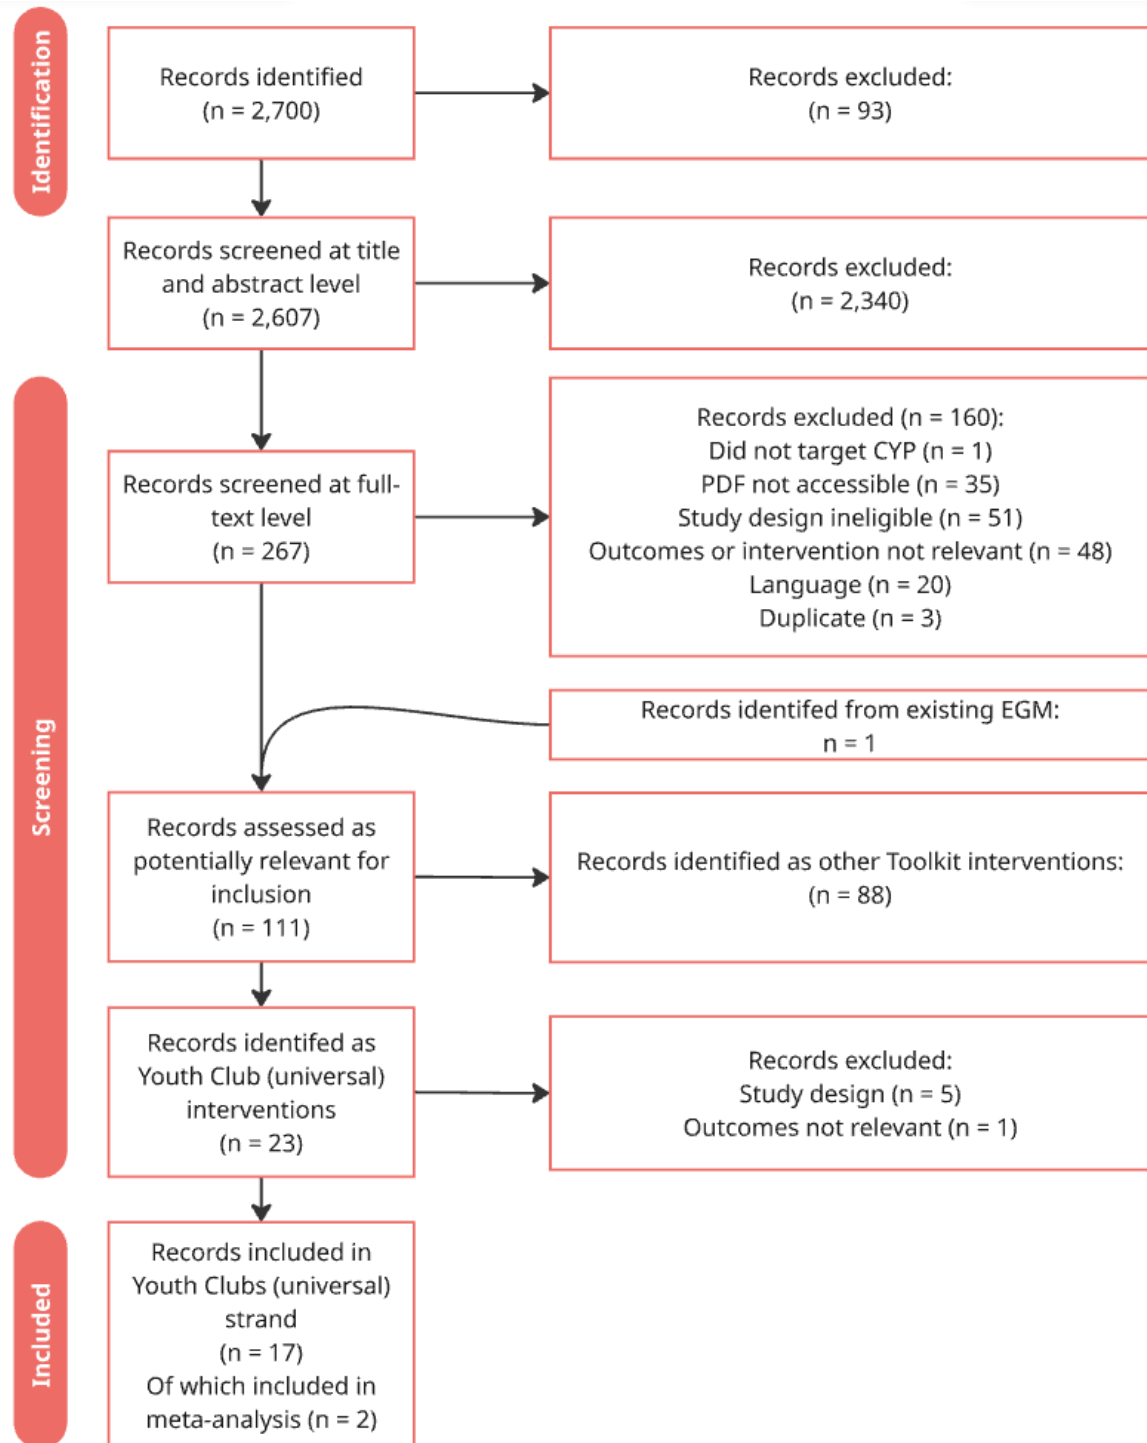 Identification
Records identified
(n = 2,700)
Records excluded:
(n = 93)
Records screened at title
and abstract level
(n = 2,607)
Records excluded:
(n = 2,340)
Screening
Records screened at full-
text level
(n = 267)
Records excluded (n = 160):
Did not target CYP (n = 1)
PDF not accessible (n = 35)
Study design ineligible (n = 51)
Outcomes or intervention not relevant (n = 48)
Language (n = 20)
Duplicate (n = 3)
Records identifed from existing EGM:
n = 1
Records assessed as
potentially relevant for
inclusion
(n = 111)
Records identified as other Toolkit interventions:
(n = 88)
Records identifed as
Youth Club (universal)
interventions
(n = 23)
Records excluded:
Study design (n = 5)
Outcomes not relevant (n = 1)
Included
Records included in
Youth Clubs (universal)
strand
(n = 17)
Of which included in
meta-analysis (n = 2)